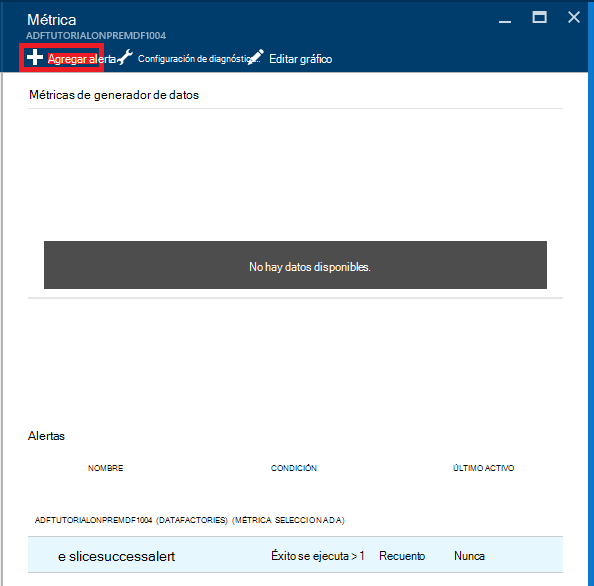 Métrica
ADFTUTORIALONPREMDF1004
Agregar alerta Configuración de diagnóstic... Editar gráfico
Métricas de generador de datos
No hay datos disponibles.
Alertas
NOMBRE CONDICIÓN ÚLTIMO ACTIVO
ADFTUTORIALONPREMDF1004 (DATAFACTORIES) (MÉTRICA SELECCIONADA)
e slicesuccessalert Éxito se ejecuta > 1 Recuento Nunca